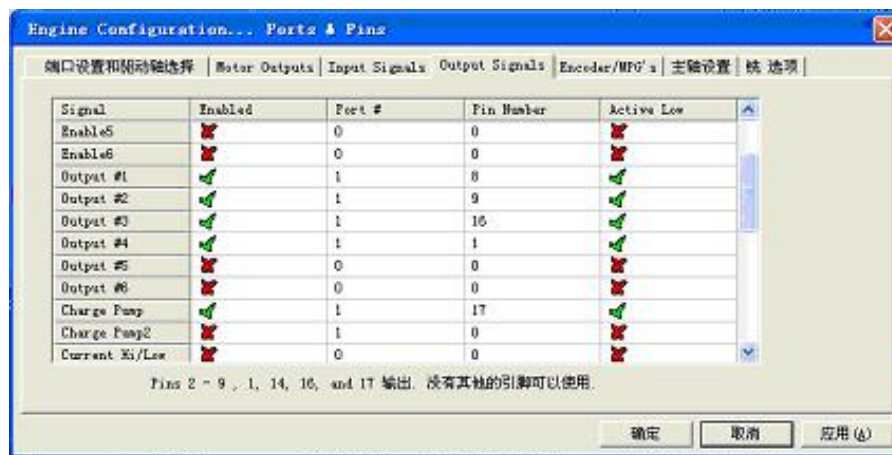 Engine Configuration... Ports & Pins
端口设置和驱动轴选择 Motor Outputs Input Signals Output Signals Encoder/MPG's 主轴设置 铣 选项
Signal Enabled Port # Pin Number Active Low
Enable5 0 0
Enable6 0 0
Output #1 1 8
Output #2 1 9
Output #3 1 16
Output #4 1 1
Output #5 0 0
Output #6 0 0
Charge Pump 1 17
Charge Pump2 1 0
Current Hi/Low 0 0
Pins 2 - 9 , 1, 14, 16, and 17 输出. 没有其他的引脚可以使用.
确定 取消 应用(A)